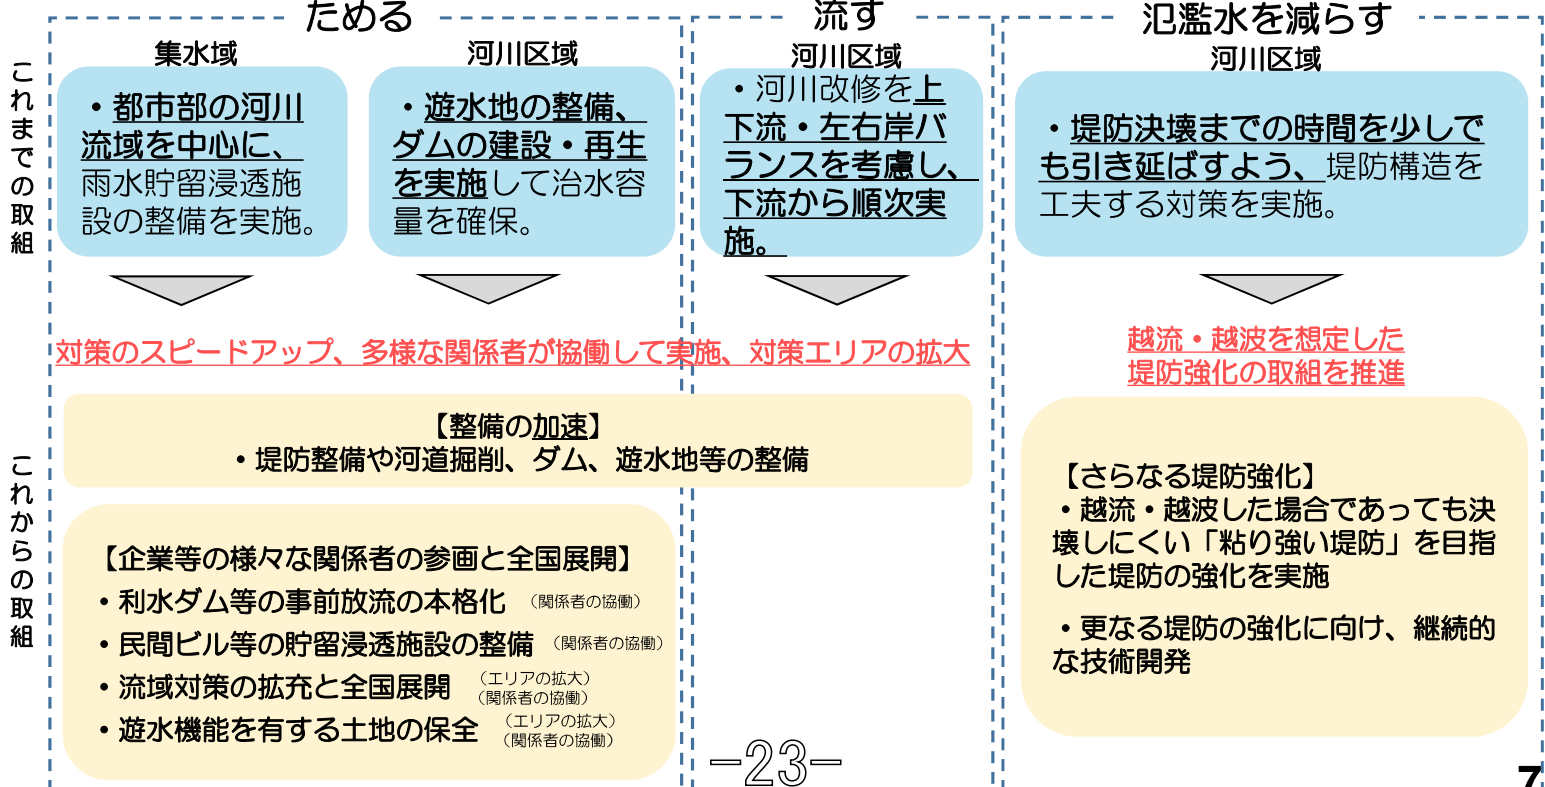 ためる
流す
氾濫水を減らす
集水域
河川区域
河川区域
河川区域
これまでの取組
・都市部の河川
流域を中心に、
雨水貯留浸透施
設の整備を実施。
・遊水地の整備、
ダムの建設・再生
を実施して治水容
量を確保。
・河川改修を上
下流・左右岸バ
ランスを考慮し、
下流から順次実
施。
・堤防決壊までの時間を少しで
も引き延ばすよう、堤防構造を
工夫する対策を実施。
対策のスピードアップ、多様な関係者が協働して実施、対策エリアの拡大
越流・越波を想定した
堤防強化の取組を推進
これからの取組
【整備の加速】
・堤防整備や河道掘削、ダム、遊水地等の整備
【企業等の様々な関係者の参画と全国展開】
・利水ダム等の事前放流の本格化 （関係者の協働）
・民間ビル等の貯留浸透施設の整備 （関係者の協働）
・流域対策の拡充と全国展開 （エリアの拡大）
（関係者の協働）
・遊水機能を有する土地の保全 （エリアの拡大）
（関係者の協働）
【さらなる堤防強化】
・越流・越波した場合であっても決
壊しにくい「粘り強い堤防」を目指
した堤防の強化を実施
・更なる堤防の強化に向け、継続的
な技術開発
－23－
7